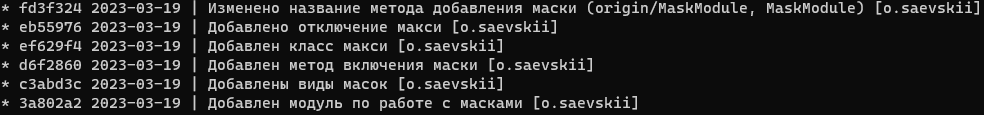 * fd3f324 2023-03-19 | Изменено название метода добавления маски (origin/MaskModule, MaskModule) [o.saevskii]
* eb55976 2023-03-19 | Добавлено отключение макси [o.saevskii]
* ef629f4 2023-03-19 | Добавлен класс макси [o.saevskii]
* d6f2860 2023-03-19 | Добавлен метод включения маски [o.saevskii]
* c3abd3c 2023-03-19 | Добавлены виды масок [o.saevskii]
* 3a802a2 2023-03-19 | Добавлен модуль по работе с масками [o.saevskii]